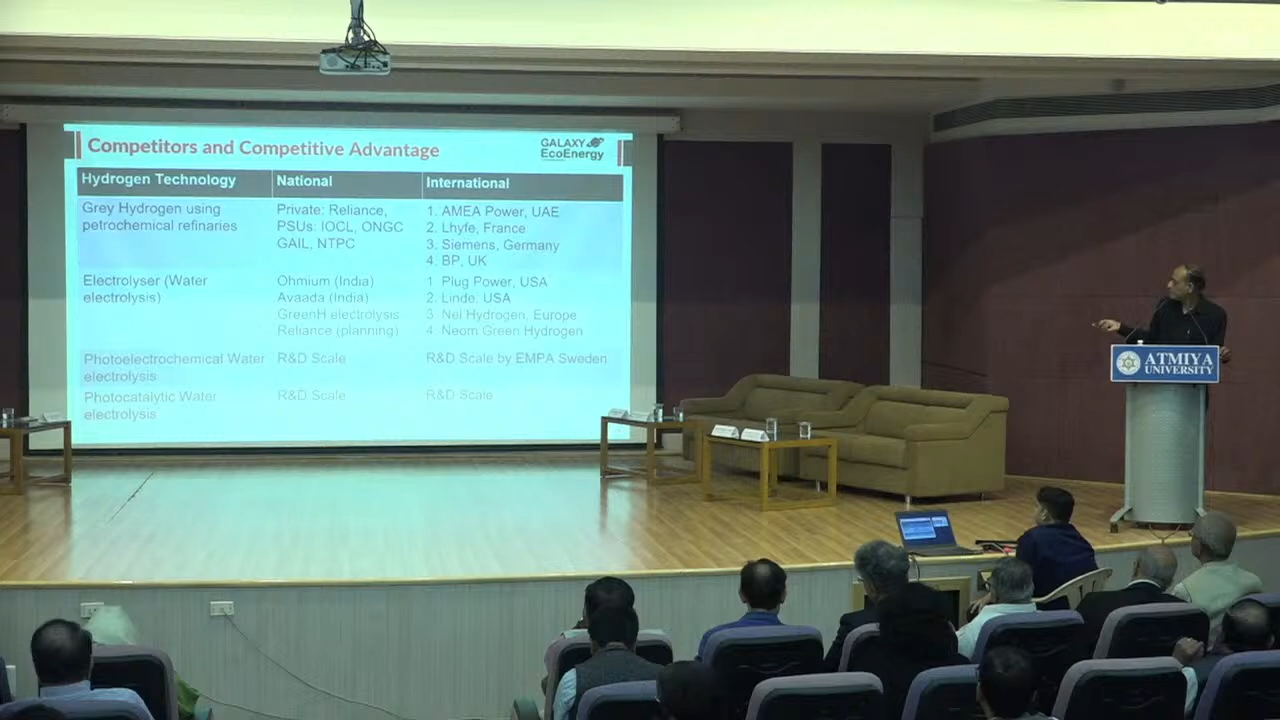 Competitors and Competitive Advantage
GALAXY
EcoEnergy
Hydrogen Technology
National
International
Grey Hydrogen using
petrochemical refinaries
Private: Reliance,
PSUs: IOCL, ONGC
GAIL, NTPC
1. AMEA Power, UAE
2. Lhyfe, France
3. Siemens, Germany
4. BP, UK
Electrolyser (Water
electrolysis)
Ohmium (India)
Avaada (India)
GreenH electrolysis
Reliance (planning)
1 Plug Power, USA
2. Linde, USA
3 Nel Hydrogen, Europe
4 Neom Green Hydrogen
Photoelectrochemical Water
electrolysis
R&D Scale
R&D Scale by EMPA Sweden
Photocatalytic Water
electrolysis
R&D Scale
R&D Scale
ATMIYA
UNIVERSITY